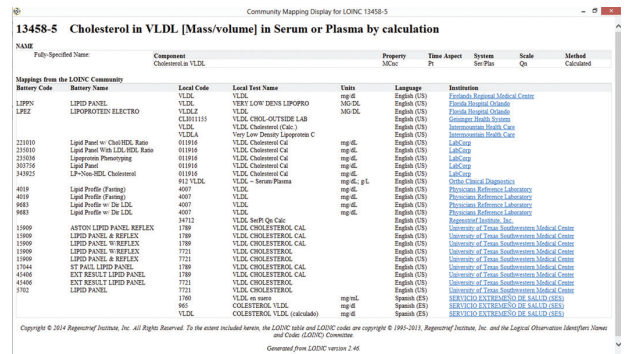 Community Mapping Display for LOINC 13458-5
13458-5 Cholesterol in VLDL [Mass/volume] in Serum or Plasma by calculation
NAME
Fully-Specified Name: Component Property Time Aspect System Scale Method
Cholesterol in VLDL MCnc Pt Ser/Plas Qn Calculated
Mappings from the LOINC Community
Battery Code Battery Name Local Code Local Test Name Units Language Institution
VLDL VLDL mg/dl English (US) Firelands Regional Medical Center
LIPPN LIPID PANEL VLDL VERY LOW DENS LIPOPRO MG/DL English (US) Florida Hospital Orlando
LPEZ LIPOPROTEIN ELECTRO VLDLZ VLDL MG/DL English (US) Florida Hospital Orlando
CLI011155 VLDL CHOL-OUTSIDE LAB English (US) Geisinger Health System
VLDL VLDL Cholesterol (Calc.) English (US) Intermountain Health Care
VLDLA Very Low Density Lipoprotein C English (US) Intermountain Health Care
221010 Lipid Panel w/ Chol/HDL Ratio 011916 VLDL Cholesterol Cal mg/dL English (US) LabCorp
235010 Lipid Panel With LDL/HDL Ratio 011916 VLDL Cholesterol Cal mg/dL English (US) LabCorp
235036 Lipoprotein Phenotyping 011916 VLDL Cholesterol Cal mg/dL English (US) LabCorp
303756 Lipid Panel 011916 VLDL Cholesterol Cal mg/dL English (US) LabCorp
343925 LP+Non-HDL Cholesterol 011916 VLDL Cholesterol Cal mg/dL English (US) LabCorp
912 VLDL VLDL – Serum/Plasma mg/dL; g/L English (US) Ortho Clinical Diagnostics
4019 Lipid Profile (Fasting) 4007 VLDL mg/dL English (US) Physicians Reference Laboratory
4019 Lipid Profile (Fasting) 4007 VLDL mg/dL English (US) Physicians Reference Laboratory
9683 Lipid Profile w/ Dir LDL 4007 VLDL mg/dL English (US) Physicians Reference Laboratory
9683 Lipid Profile w/ Dir LDL 4007 VLDL mg/dL English (US) Physicians Reference Laboratory
34712 VLDL SerPl Qn Calc English (US) Regenstrief Institute, Inc.
15909 ASTON LIPID PANEL REFLEX 1789 VLDL CHOLESTEROL CAL English (US) University of Texas Southwestern Medical Center
15909 LIPID PANEL & REFLEX 1789 VLDL CHOLESTEROL CAL English (US) University of Texas Southwestern Medical Center
15909 LIPID PANEL W/REFLEX 1789 VLDL CHOLESTEROL CAL English (US) University of Texas Southwestern Medical Center
15909 LIPID PANEL W/REFLEX 7721 VLDL CHOLESTEROL English (US) University of Texas Southwestern Medical Center
15909 LIPID PANEL & REFLEX 7721 VLDL CHOLESTEROL English (US) University of Texas Southwestern Medical Center
17044 ST PAUL LIPID PANEL 1789 VLDL CHOLESTEROL CAL English (US) University of Texas Southwestern Medical Center
45406 EXT RESULT LIPID PANEL 1789 VLDL CHOLESTEROL CAL English (US) University of Texas Southwestern Medical Center
45406 EXT RESULT LIPID PANEL 7721 VLDL CHOLESTEROL English (US) University of Texas Southwestern Medical Center
5702 LIPID PANEL 7721 VLDL CHOLESTEROL English (US) University of Texas Southwestern Medical Center
1760 VLDL en suero mg/mL Spanish (ES) SERVICIO EXTREMEÑO DE SALUD (SES)
965 COLESTEROL VLDL mg/dl Spanish (ES) SERVICIO EXTREMEÑO DE SALUD (SES)
VLDL COLESTEROL VLDL (calculado) mg/dl Spanish (ES) SERVICIO EXTREMEÑO DE SALUD (SES)
Copyright © 2014 Regenstrief Institute, Inc. All Rights Reserved. To the extent included herein, the LOINC table and LOINC codes are copyright © 1995-2013, Regenstrief Institute, Inc. and the Logical Observation Identifiers Names
and Codes (LOINC) Committee.
Generated from LOINC version 2.46.